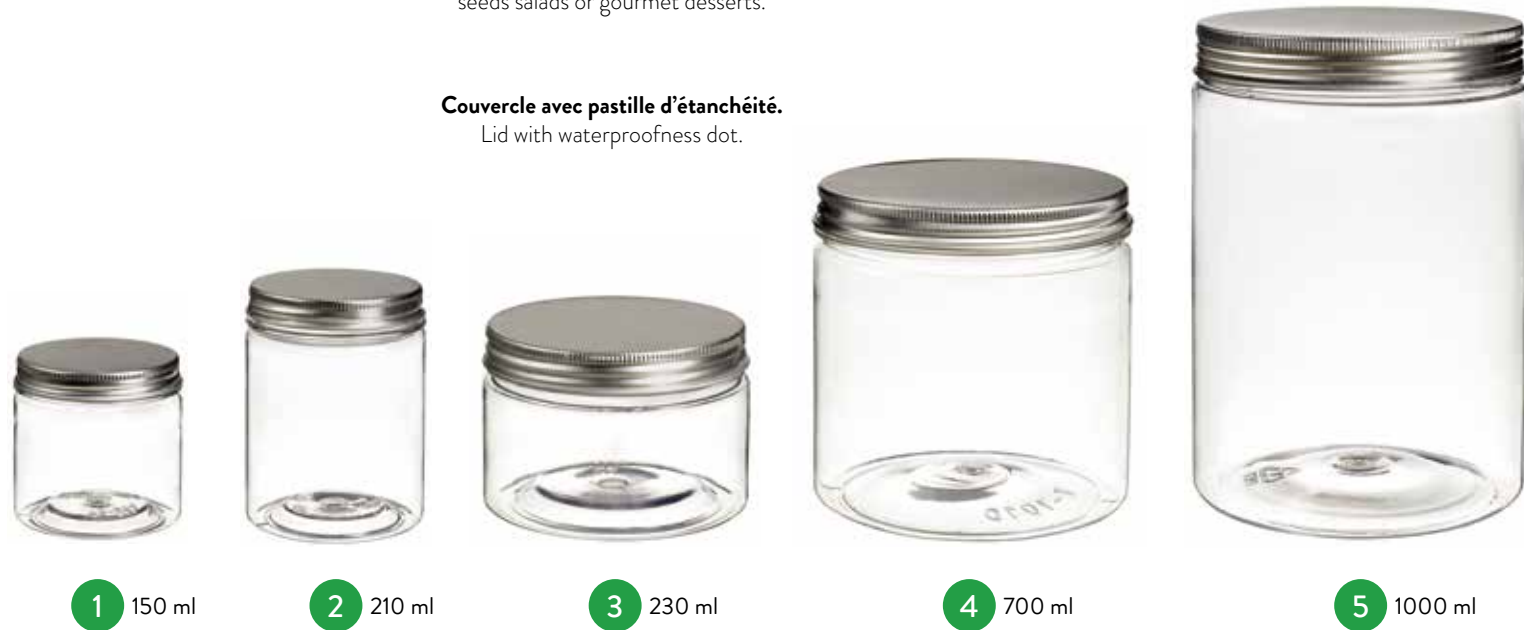 seeds salads or gourmet desserts.
Couvercle avec pastille d'étanchéité.
Lid with waterproofness dot.
1 150 ml
2 210 ml
3 230 ml
4 700 ml
5 1000 ml